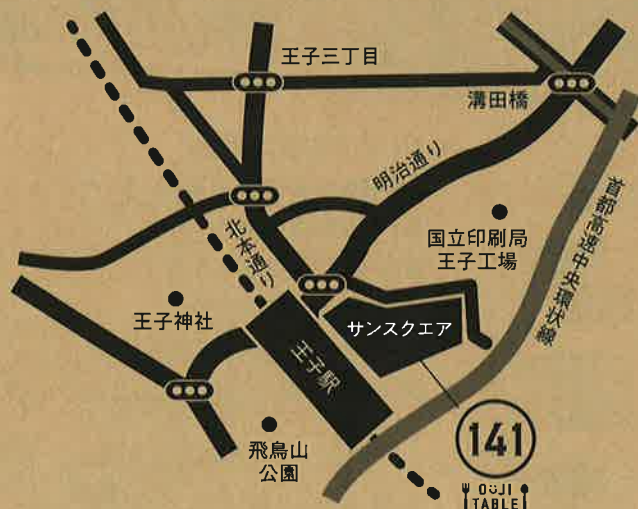 王子三丁目
溝田橋
明治通り
首都高速中央環状線
北本通り
国立印刷局
王子工場
王子神社
サンスクエア
王子駅
飛鳥山
公園
141
OUJI
TABLE